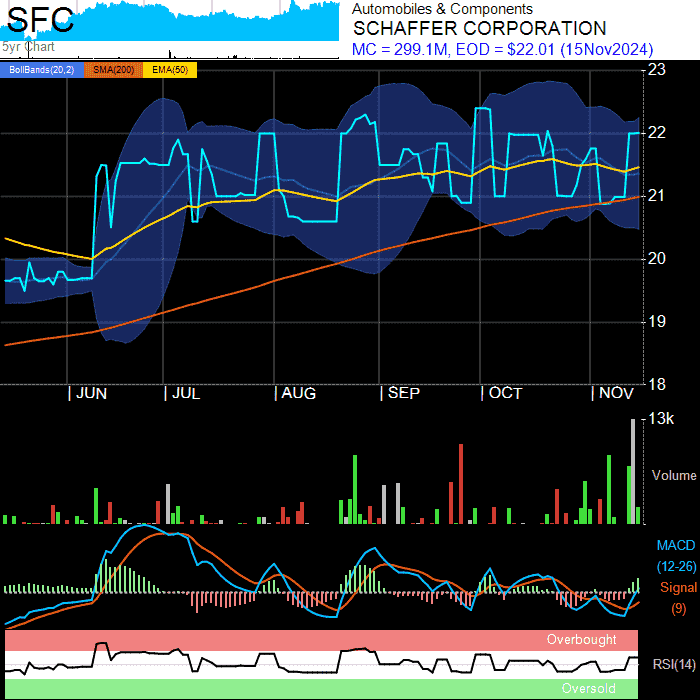 SFC
5yr Chart
Automobiles & Components
SCHAFFER CORPORATION
MC = 299.1M, EOD = $22.01 (15Nov2024)
BollBands(20,2) SMA(200) EMA(50)
23
22
21
20
19
18
JUN JUL AUG SEP OCT NOV
13k
Volume
MACD
(12-26)
Signal
(9)
Overbought
RSI(14)
Oversold